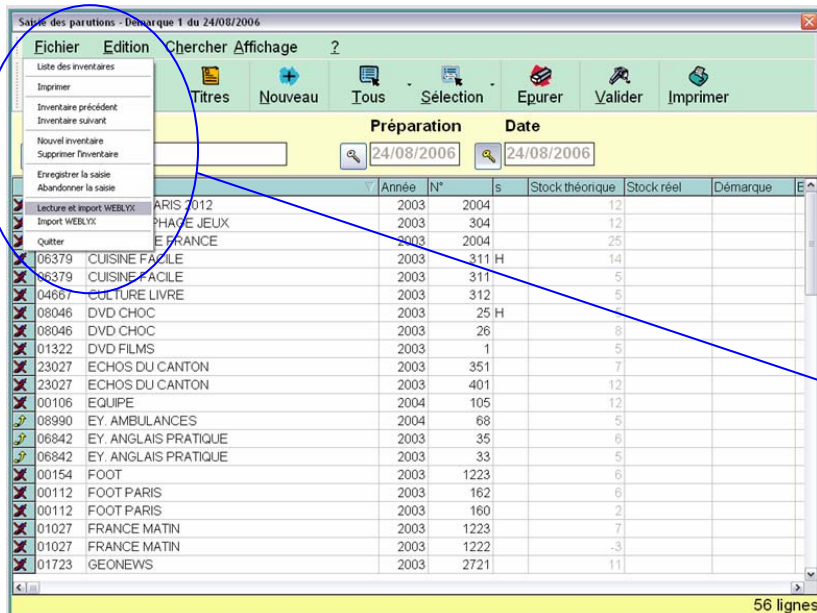 Saisie des parutions - Démarque 1 du 24/08/2006
Fichier Edition Chercher Affichage ?
Liste des inventaires
Imprimer
Inventaire précédent
Inventaire suivant
Nouvel inventaire
Supprimer l'inventaire
Enregistrer la saisie
Abandonner la saisie
Lecture et import WEBLYX
Import WEBLYX
Quitter
Titres Nouveau Tous Sélection Epurer Valider Imprimer
Préparation Date
24/08/2006 24/08/2006
Année N° s Stock théorique Stock réel Démarque E
ARIS 2012 2003 2004 12
PHAGE JEUX 2003 304 12
E FRANCE 2003 2004 25
06379 CUISINE FACILE 2003 311 H 14
06379 CUISINE FACILE 2003 311 5
04667 CULTURE LIVRE 2003 312 5
08046 DVD CHOC 2003 25 H
08046 DVD CHOC 2003 26 8
01322 DVD FILMS 2003 1 5
23027 ECHOS DU CANTON 2003 351 7
23027 ECHOS DU CANTON 2003 401 12
00106 EQUIPE 2004 105 12
08990 EY. AMBULANCES 2004 68 5
06842 EY. ANGLAIS PRATIQUE 2003 35 6
06842 EY. ANGLAIS PRATIQUE 2003 33 5
00154 FOOT 2003 1223 6
00112 FOOT PARIS 2003 162 6
00112 FOOT PARIS 2003 160 2
01027 FRANCE MATIN 2003 1223 7
01027 FRANCE MATIN 2003 1222 -3
01723 GEONEWS 2003 2721 11
56 lignes